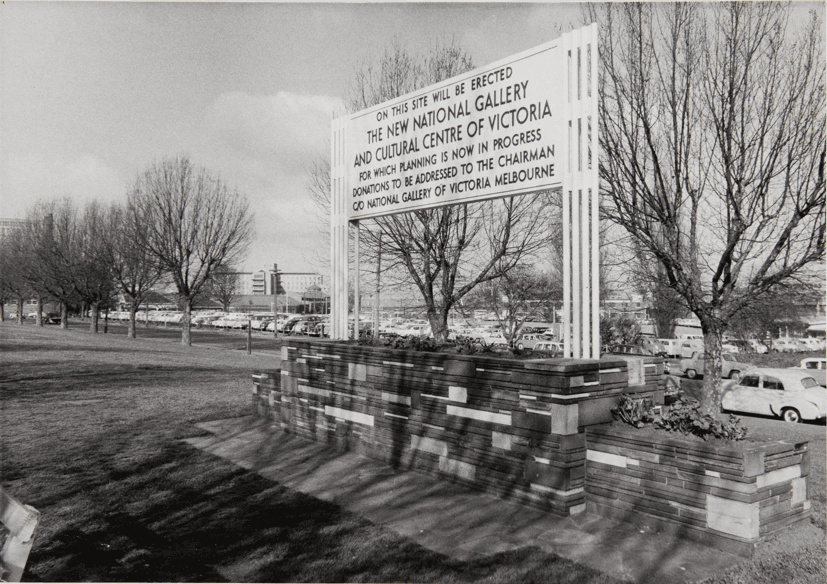 ON THIS SITE WILL BE ERECTED
THE NEW NATIONAL GALLERY
AND CULTURAL CENTRE OF VICTORIA
FOR WHICH PLANNING IS NOW IN PROGRESS
DONATIONS TO BE ADDRESSED TO THE CHAIRMAN
C/O NATIONAL GALLERY OF VICTORIA MELBOURNE